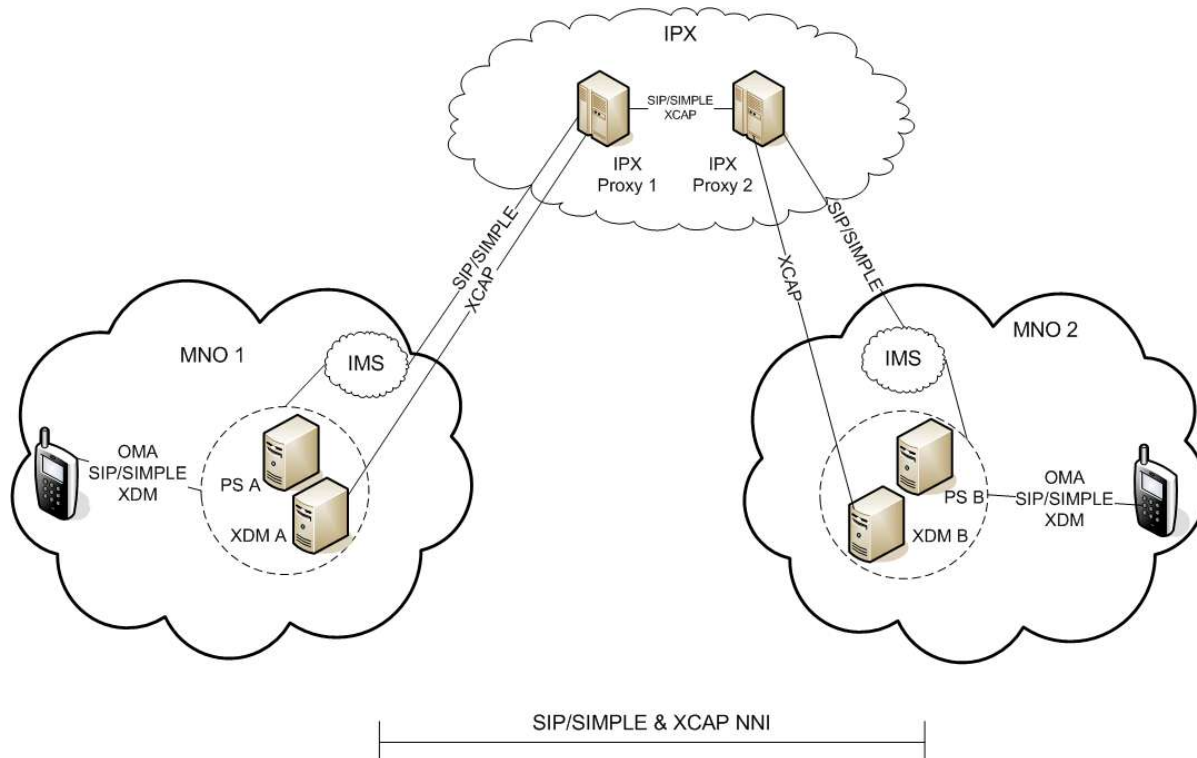 IPX
SIP/SIMPLE
XCAP
IPX
Proxy 1
IPX
Proxy 2
SIP/SIMPLE
XCAP
XCAP
SIP/SIMPLE
MNO 1
IMS
OMA
SIP/SIMPLE
XDM
PS A
XDM A
MNO 2
IMS
PS B
XDM B
OMA
SIP/SIMPLE
XDM
SIP/SIMPLE & XCAP NNI